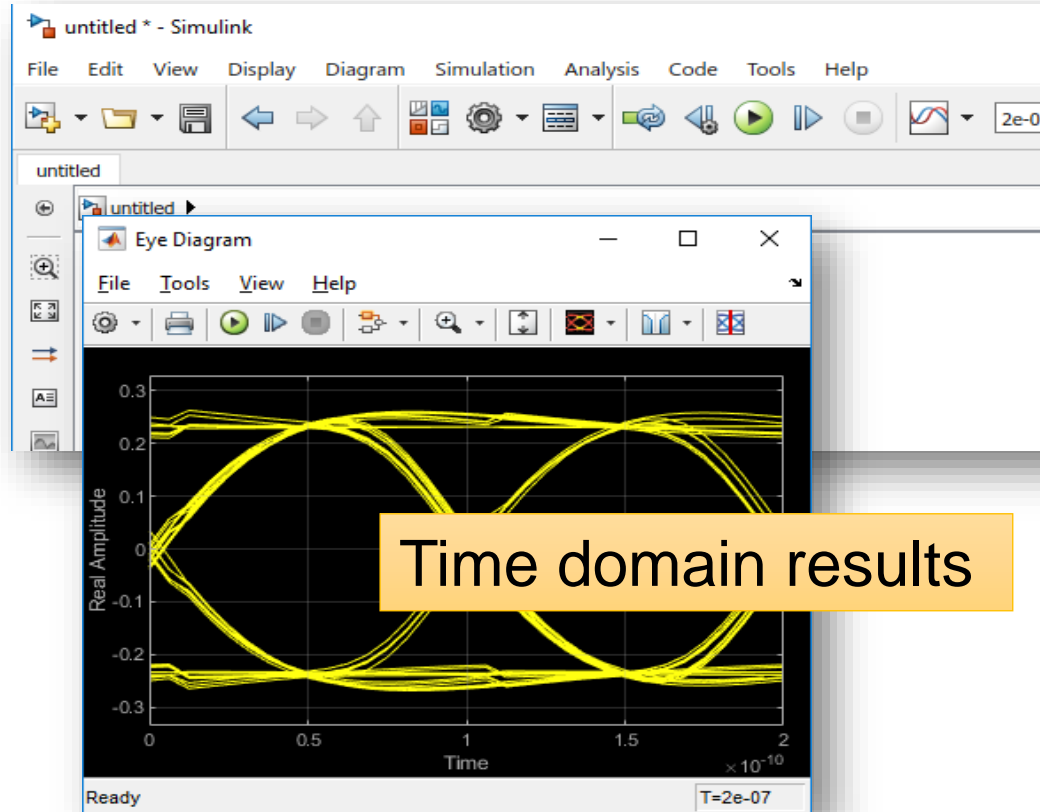 untitled * - Simulink
File Edit View Display Diagram Simulation Analysis Code Tools Help
2e-0
untitled
untitled
Eye Diagram
File Tools View Help
0.3
0.2
0.1
0
-0.1
-0.2
-0.3
Real Amplitude
Time domain results
0 0.5 1 1.5 2
Time
×10⁻¹⁰
Ready T=2e-07